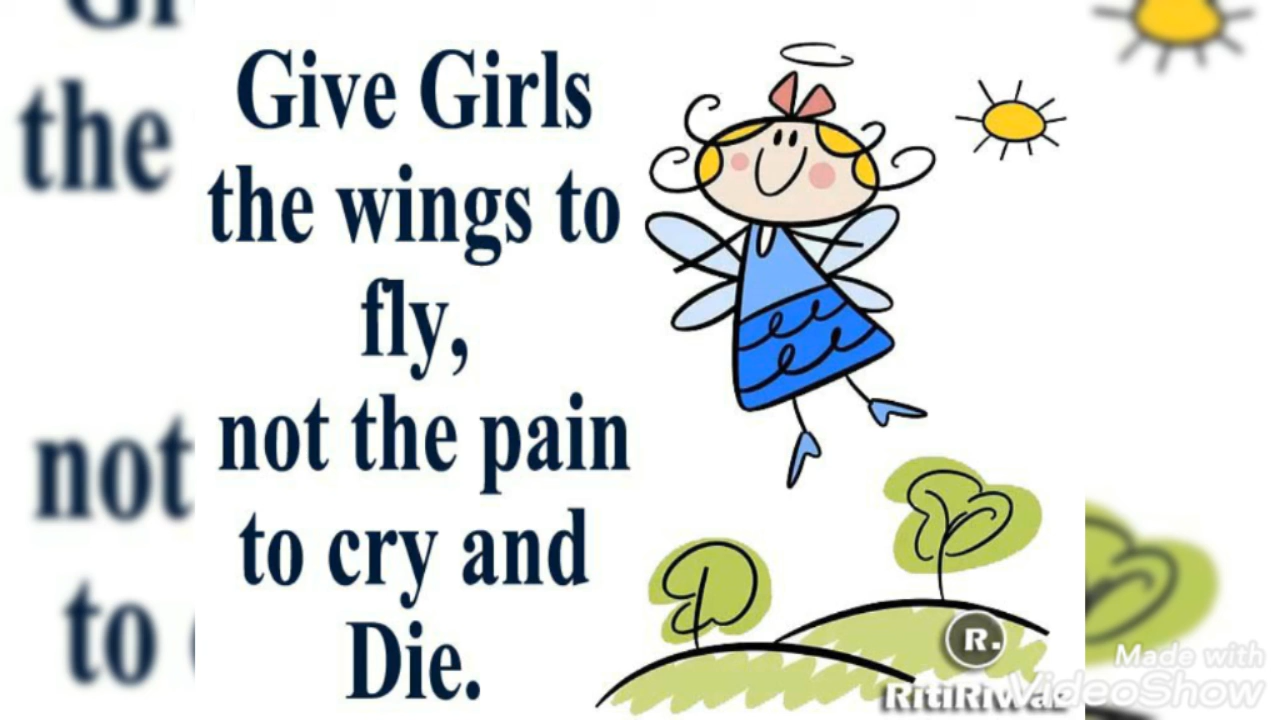 Give Girls
the wings to
fly,
not the pain
to cry and
Die.
R.
RitiRiwaz
Made with
VideoShow